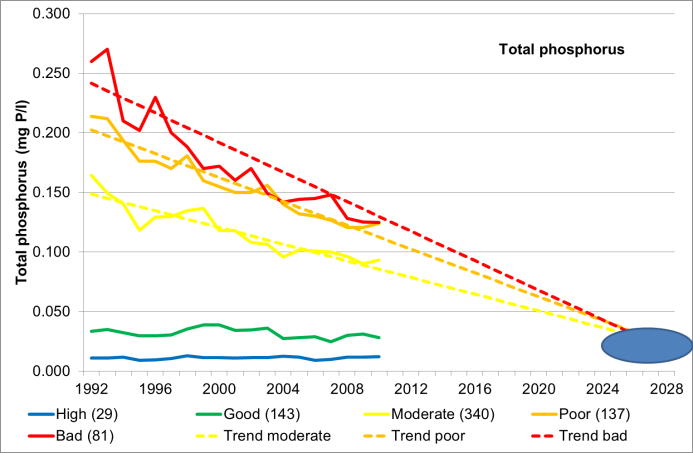 Total phosphorus
Total phosphorus (mg P/l)
0.300
0.250
0.200
0.150
0.100
0.050
0.000
1992 1996 2000 2004 2008 2012 2016 2020 2024 2028
High (29) Good (143) Moderate (340) Poor (137)
Bad (81) Trend moderate Trend poor Trend bad